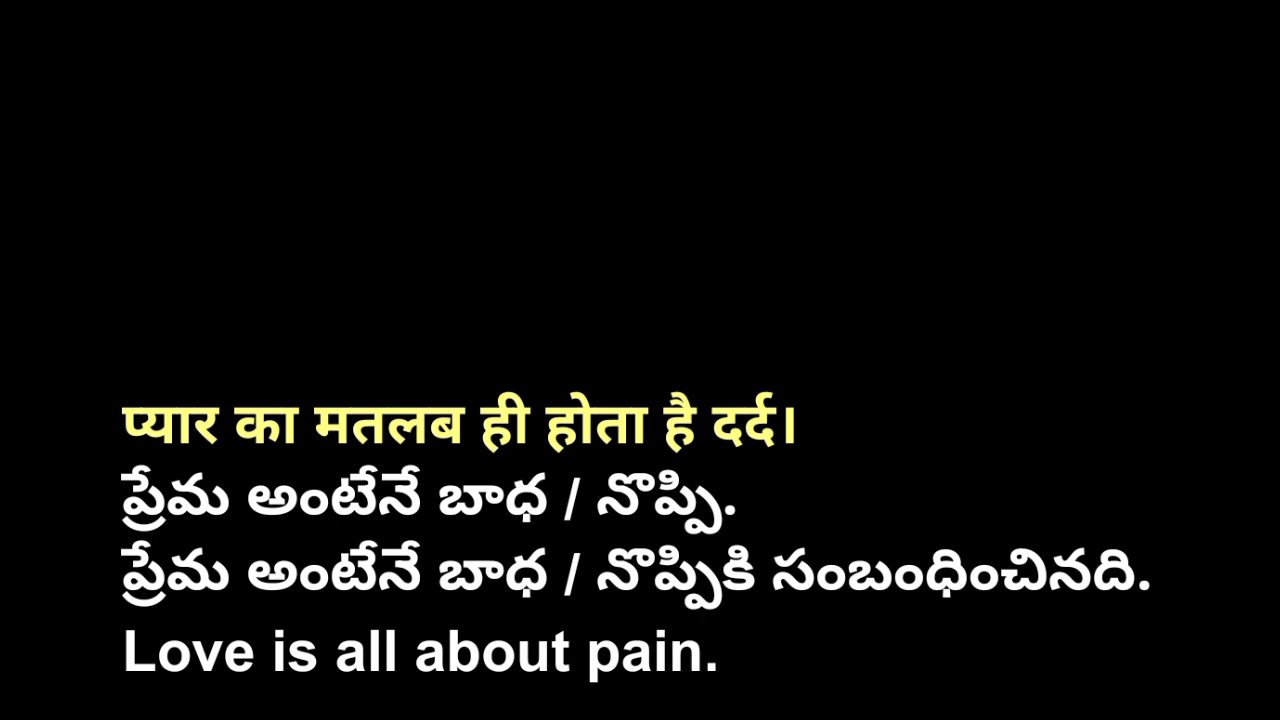 प्यार का मतलब ही होता है दर्द।
ప్రేమ అంటేనే బాధ / నొప్పి.
ప్రేమ అంటేనే బాధ / నొప్పికి సంబంధించినది.
Love is all about pain.